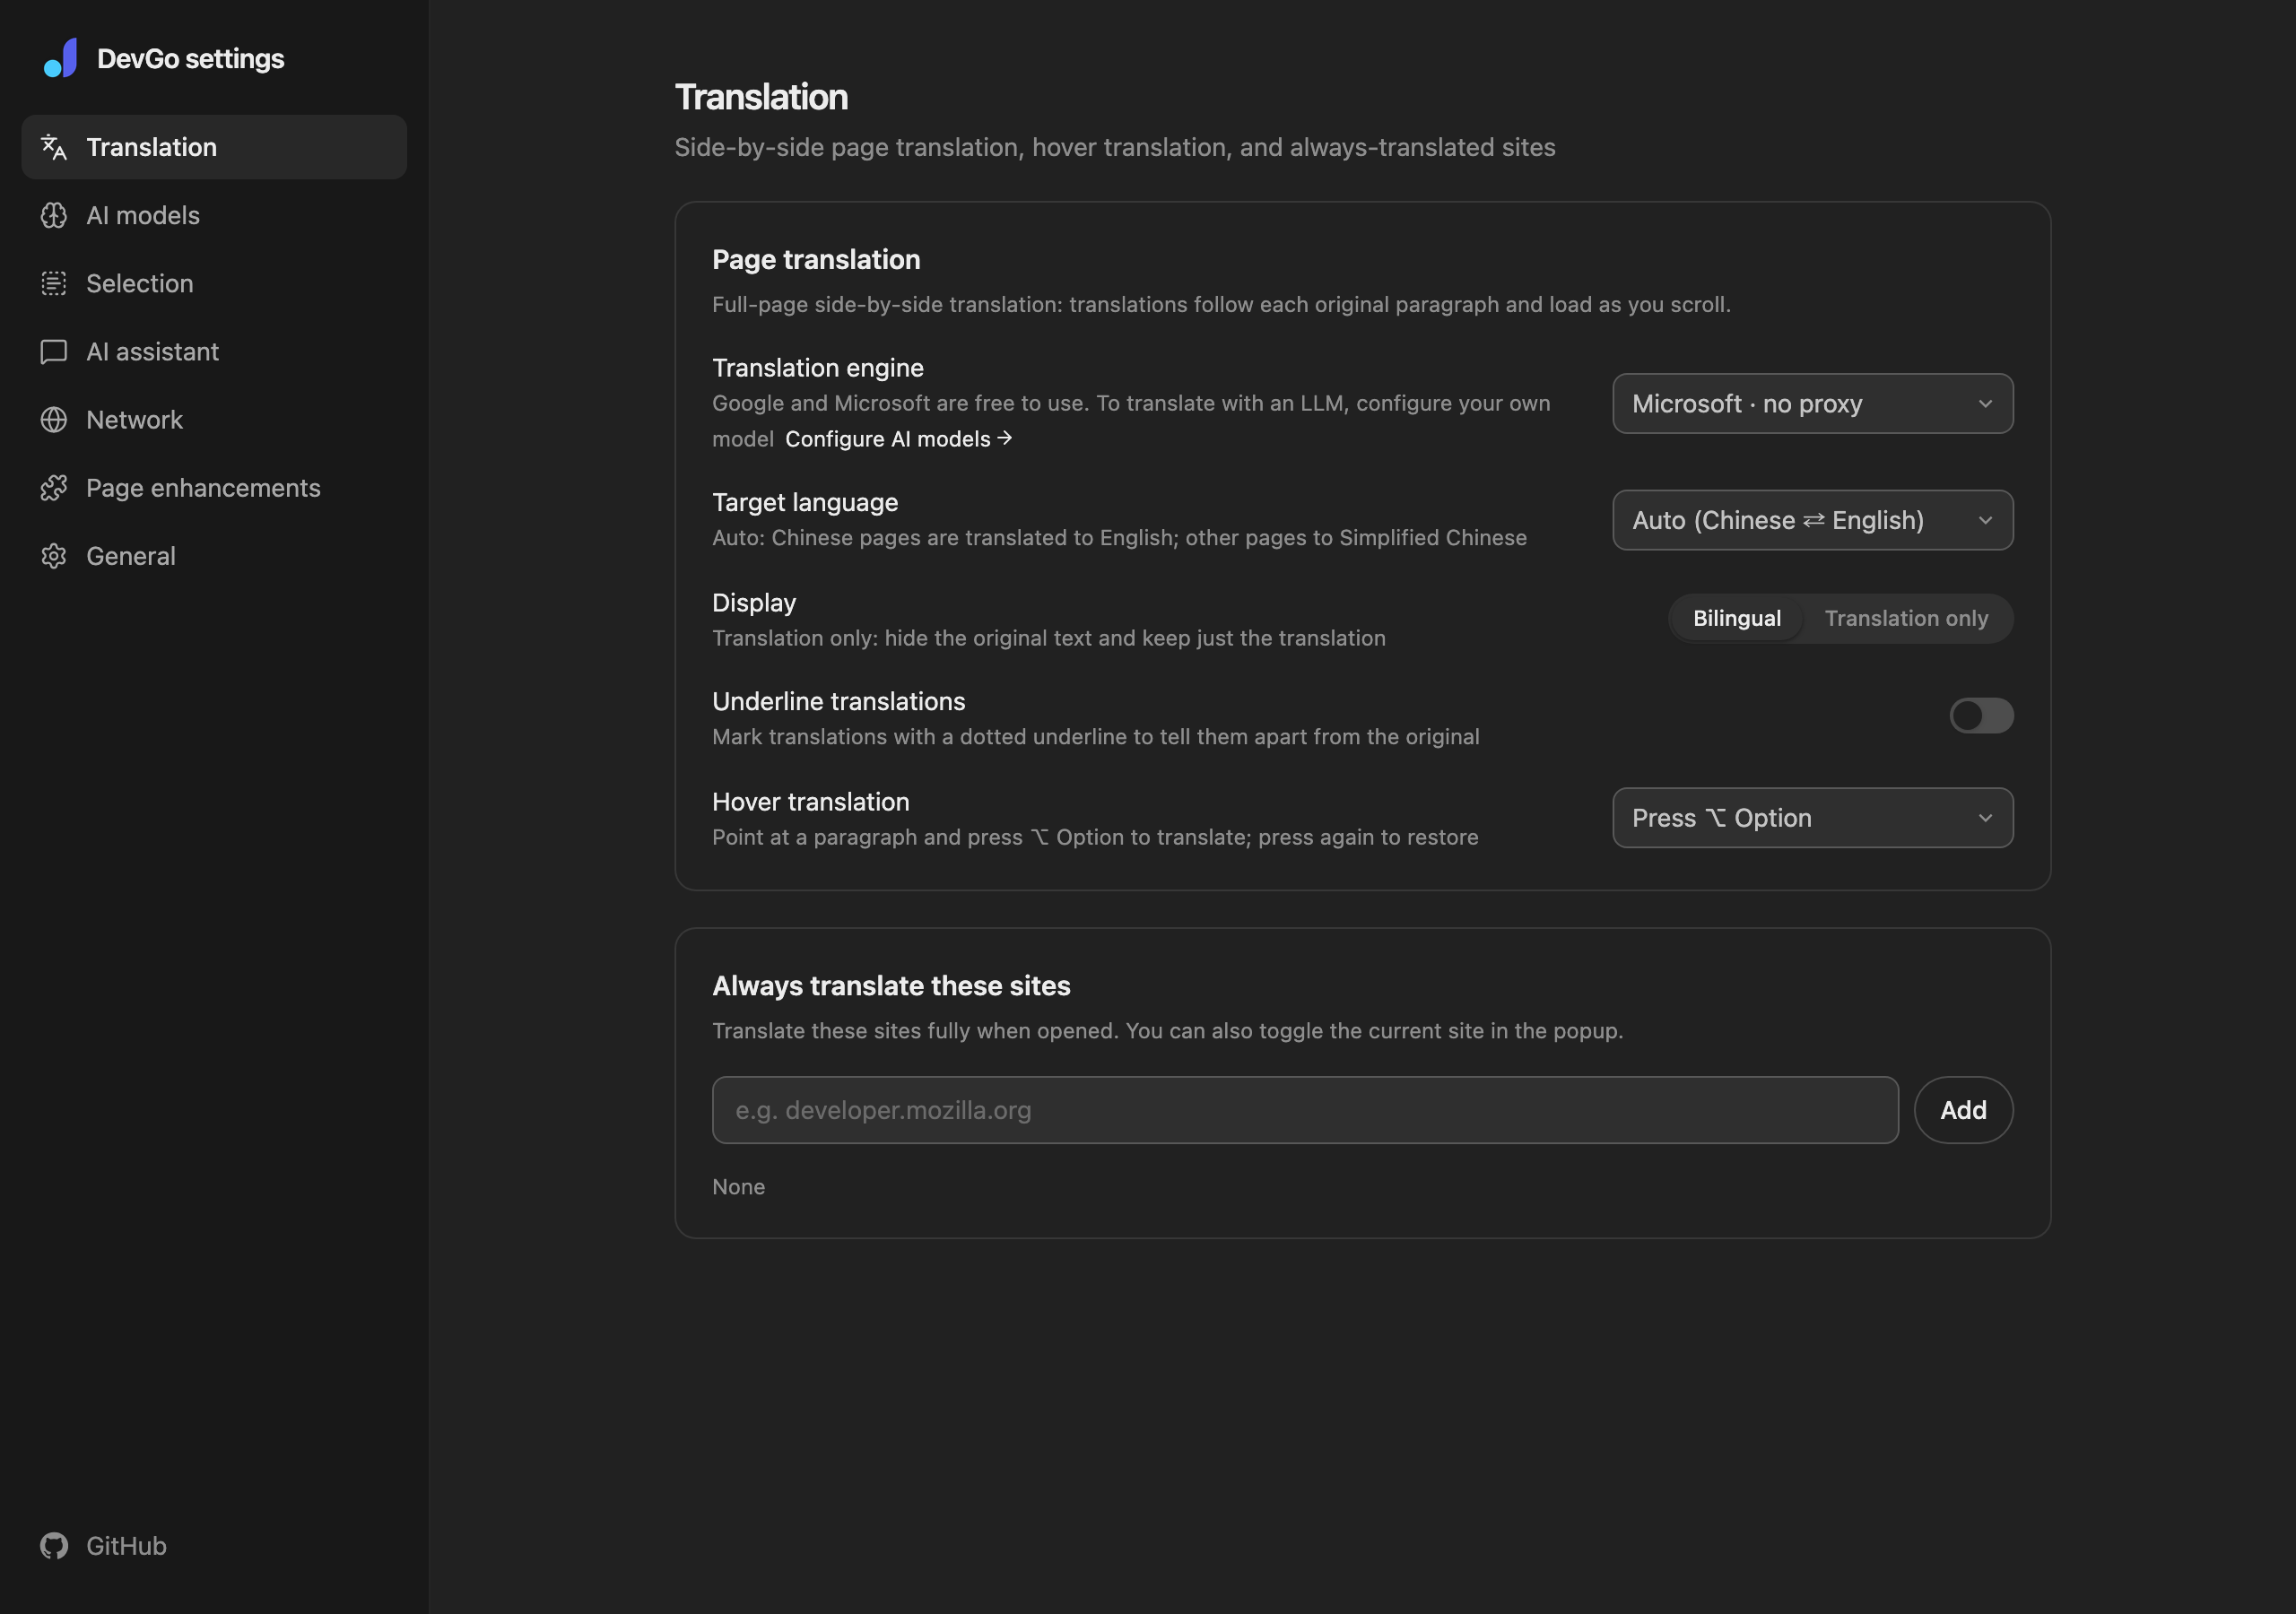 DevGo settings
Translation
AI models
Selection
AI assistant
Network
Page enhancements
General
GitHub
Translation
Side-by-side page translation, hover translation, and always-translated sites
Page translation
Full-page side-by-side translation: translations follow each original paragraph and load as you scroll.
Translation engine
Google and Microsoft are free to use. To translate with an LLM, configure your own
model Configure AI models →
Microsoft · no proxy
Target language
Auto: Chinese pages are translated to English; other pages to Simplified Chinese
Auto (Chinese ⇄ English)
Display
Translation only: hide the original text and keep just the translation
Bilingual
Translation only
Underline translations
Mark translations with a dotted underline to tell them apart from the original
Hover translation
Point at a paragraph and press ⌥ Option to translate; press again to restore
Press ⌥ Option
Always translate these sites
Translate these sites fully when opened. You can also toggle the current site in the popup.
e.g. developer.mozilla.org
Add
None